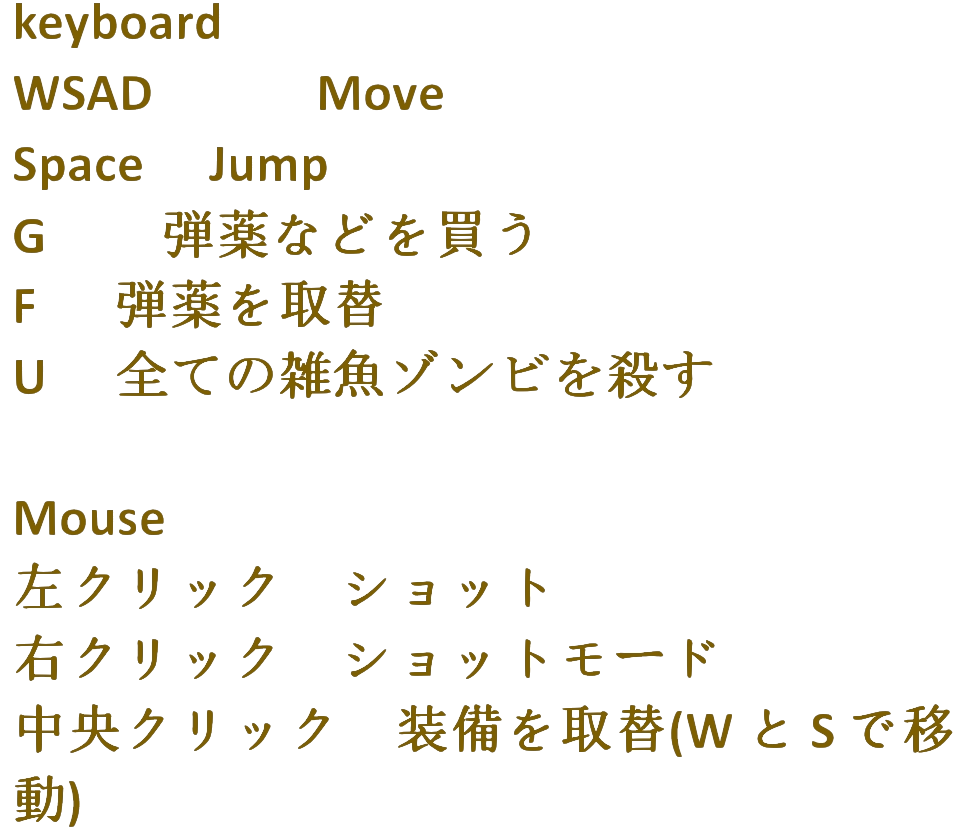 keyboard
WSAD Move
Space Jump
G 弾薬などを買う
F 弾薬を取替
U 全ての雑魚ゾンビを殺す
Mouse
左クリック ショット
右クリック ショットモード
中央クリック 装備を取替(WとSで移
動)